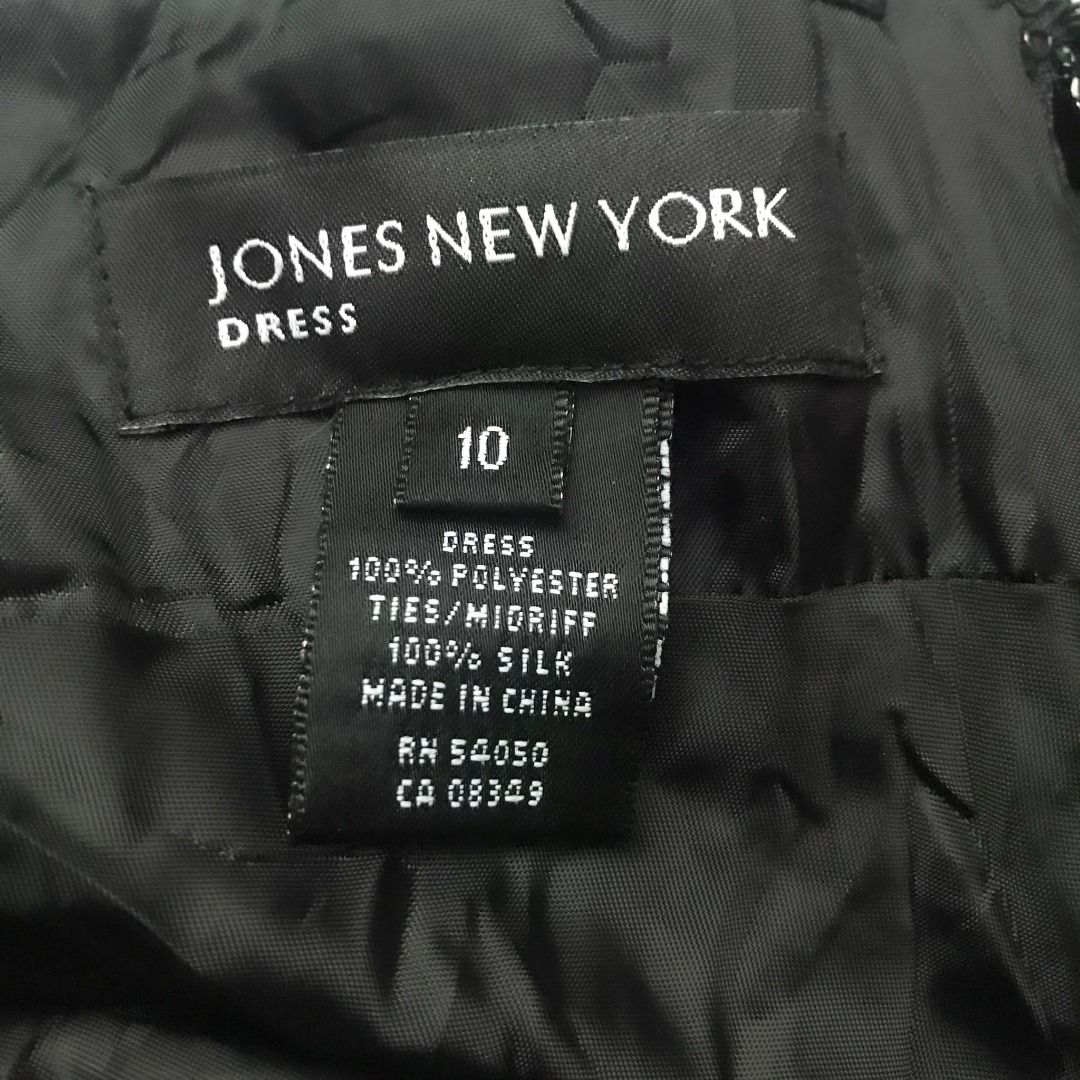 JONES NEW YORK
DRESS
10
DRESS
100% POLYESTER
TIES/MIDRIFF
100% SILK
MADE IN CHINA
RN 54050
CA 08349